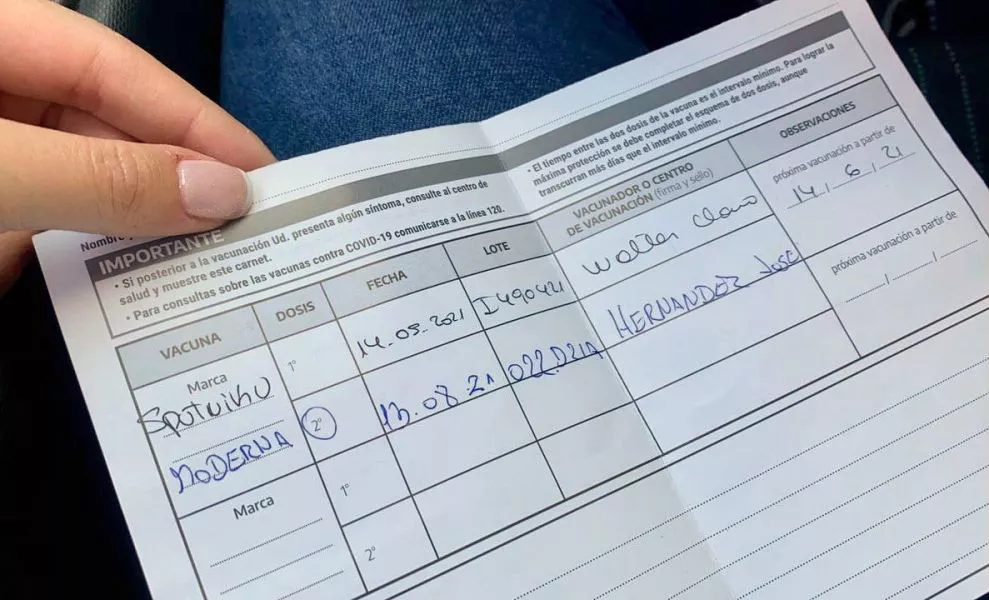 Nombre
IMPORTANTE
• Si posterior a la vacunación Ud. presenta algún síntoma, consulte al centro de
salud y muestre este carnet.
• Para consultas sobre las vacunas contra COVID-19 comunicarse a la línea 120.
• El tiempo entre las dos dosis de la vacuna es el intervalo mínimo. Para lograr la
máxima protección se debe completar el esquema de dos dosis, aunque
transcurran más días que el intervalo mínimo.
VACUNA DOSIS FECHA LOTE VACUNADOR O CENTRO
DE VACUNACIÓN (firma y sello) OBSERVACIONES
Marca 1° 14.05.2021 I490421 Walter próxima vacunación a partir de
14, 6, 21
MODERNA 2° 13.08 21 022D21A HERNANDEZ José próxima vacunación a partir de
/ /
Marca 1°
2°